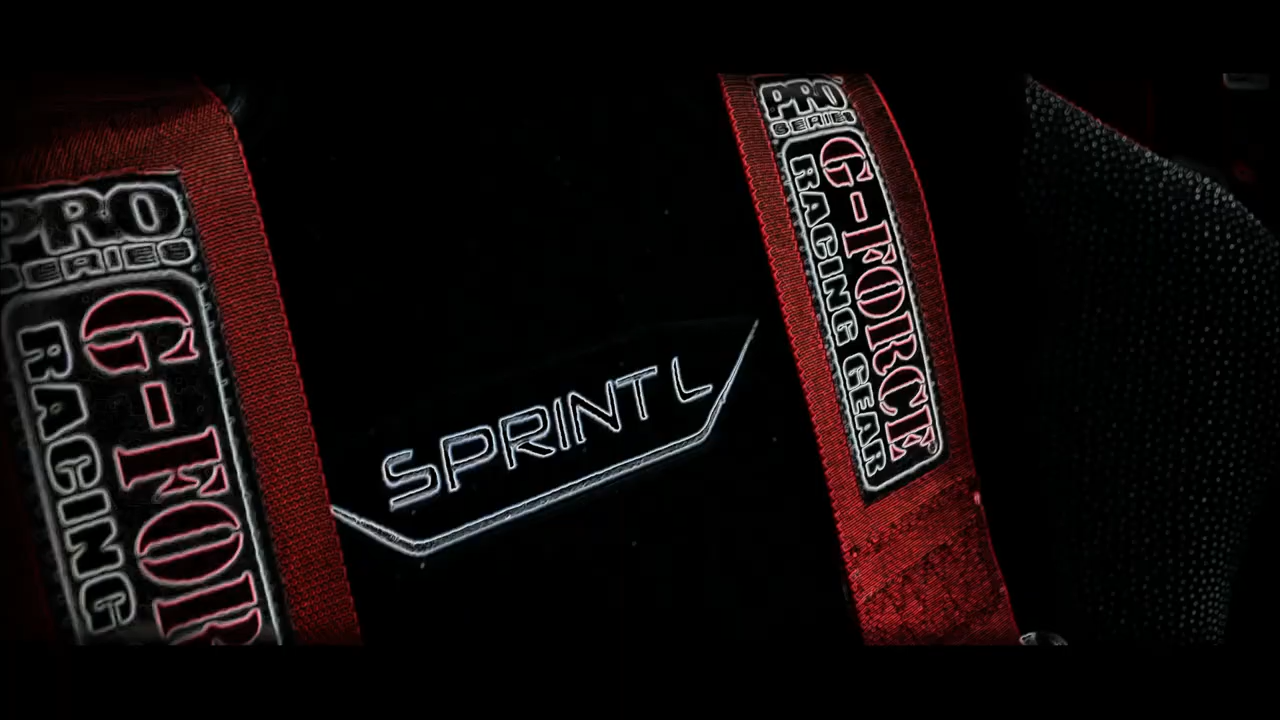 PRO
SERIES
G-FOR
RACING
SPRINT L
PRO
SERIES
G-FORCE
RACING GEAR